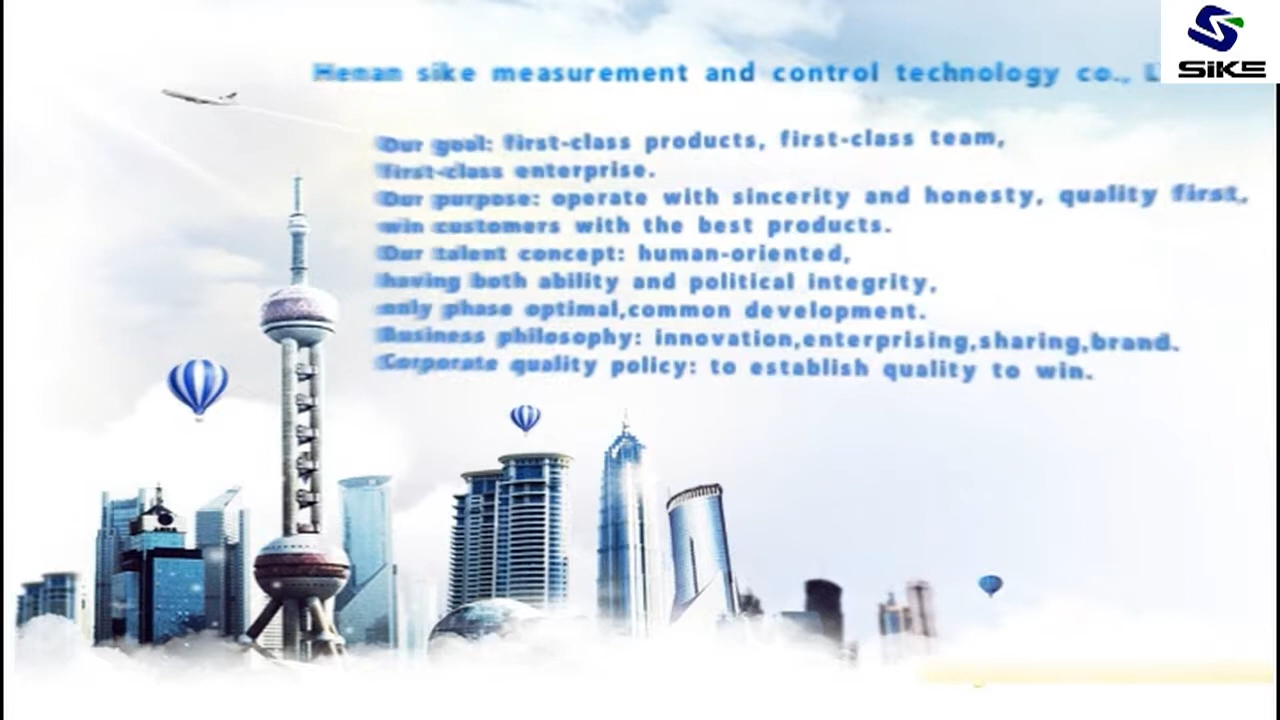 SIKE
Henan sike measurement and control technology co., L
Our goal: first-class products, first-class team,
first-class enterprise.
Our purpose: operate with sincerity and honesty, quality first,
win customers with the best products.
Our talent concept: human-oriented,
having both ability and political integrity,
only phase optimal,common development.
Business philosophy: innovation,enterprising,sharing,brand.
Corporate quality policy: to establish quality to win.